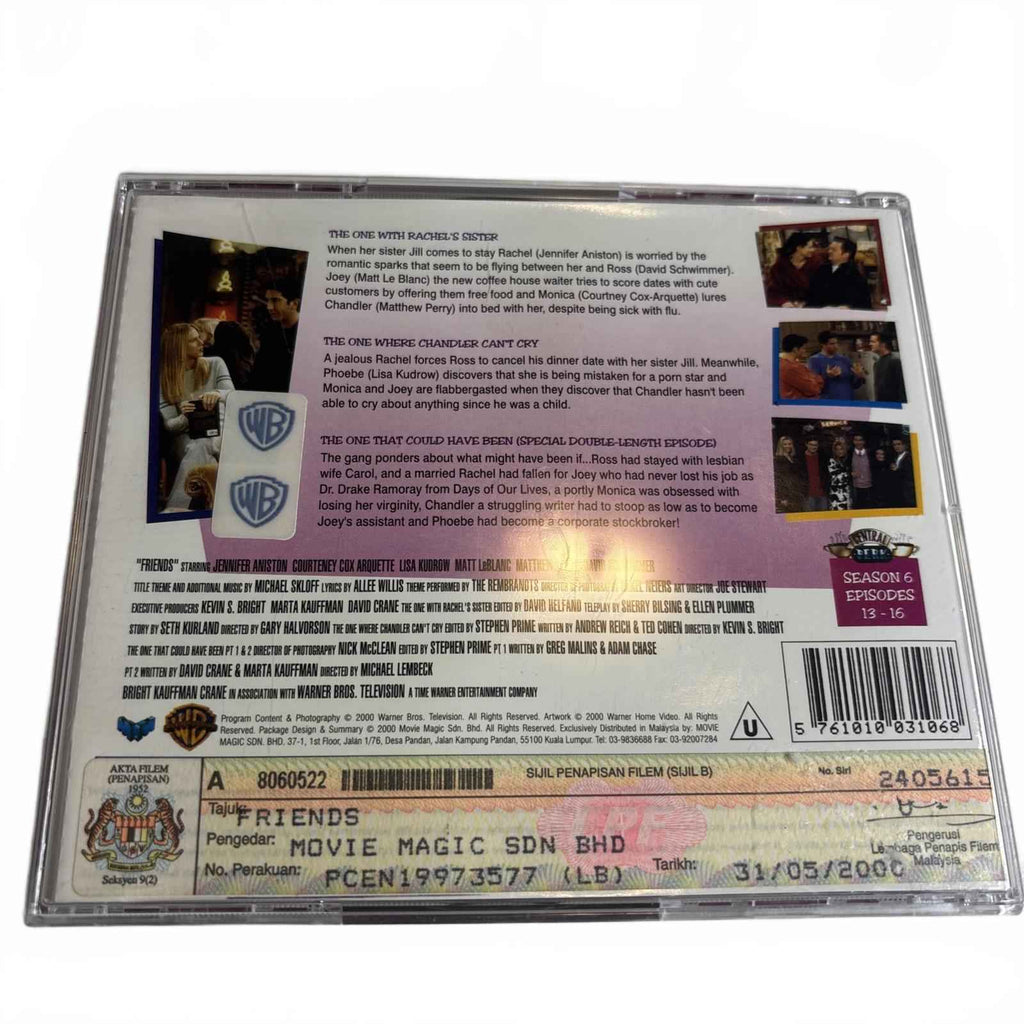 THE ONE WITH RACHEL'S SISTER
When her sister Jill comes to stay Rachel (Jennifer Aniston) is worried by the
romantic sparks that seem to be flying between her and Ross (David Schwimmer).
Joey (Matt Le Blanc) the new coffee house waiter tries to score dates with cute
customers by offering them free food and Monica (Courtney Cox-Arquette) lures
Chandler (Matthew Perry) into bed with her, despite being sick with flu.
THE ONE WHERE CHANDLER CAN'T CRY
A jealous Rachel forces Ross to cancel his dinner date with her sister Jill. Meanwhile,
Phoebe (Lisa Kudrow) discovers that she is being mistaken for a porn star and
Monica and Joey are flabbergasted when they discover that Chandler hasn't been
able to cry about anything since he was a child.
THE ONE THAT COULD HAVE BEEN (SPECIAL DOUBLE-LENGTH EPISODE)
The gang ponders about what might have been if...Ross had stayed with lesbian
wife Carol, and a married Rachel had fallen for Joey who had never lost his job as
Dr. Drake Ramoray from Days of Our Lives, a portly Monica was obsessed with
losing her virginity, Chandler a struggling writer had to stoop as low as to become
Joey's assistant and Phoebe had become a corporate stockbroker!
WB
WB
"FRIENDS" STARRING JENNIFER ANISTON COURTENEY COX ARQUETTE LISA KUDROW MATT LeBLANC MATTHEW
TITLE THEME AND ADDITIONAL MUSIC BY MICHAEL SKLOFF LYRICS BY ALLEE WILLIS THEME PERFORMED BY THE REMBRANDTS DIRECTOR OF ART DIRECTOR JOE STEWART
EXECUTIVE PRODUCERS KEVIN S. BRIGHT MARTA KAUFFMAN DAVID CRANE THE ONE WITH RACHEL'S SISTER EDITED BY DAVID HELFAND TELEPLAY BY SHERRY BILSING & ELLEN PLUMMER
STORY BY SETH KURLAND DIRECTED BY GARY HALVORSON THE ONE WHERE CHANDLER CAN'T CRY EDITED BY STEPHEN PRIME WRITTEN BY ANDREW REICH & TED COHEN DIRECTED BY KEVIN S. BRIGHT
THE ONE THAT COULD HAVE BEEN PT 1 & 2 DIRECTOR OF PHOTOGRAPHY NICK McCLEAN EDITED BY STEPHEN PRIME PT 1 WRITTEN BY GREG MALINS & ADAM CHASE
PT 2 WRITTEN BY DAVID CRANE & MARTA KAUFFMAN DIRECTED BY MICHAEL LEMBECK
BRIGHT KAUFFMAN CRANE IN ASSOCIATION WITH WARNER BROS. TELEVISION A TIME WARNER ENTERTAINMENT COMPANY
CENTRAL
PERK
SEASON 6
EPISODES
13 - 16
Program Content & Photography © 2000 Warner Bros. Television. All Rights Reserved. Artwork © 2000 Warner Home Video. All Rights
Reserved. Package Design & Summary © 2000 Movie Magic Sdn. Bhd. All Rights Reserved. Exclusively Distributed in Malaysia by: MOVIE
MAGIC SDN. BHD. 37-1, 1st Floor, Jalan 1/76, Desa Pandan, Jalan Kampung Pandan, 55100 Kuala Lumpur. Tel: 03-9836688 Fax: 03-92007284
U
5 761010 031068
AKTA FILEM
(PENAPISAN)
1952
Seksyen 9(2)
A 8060522
SIJIL PENAPISAN FILEM (SIJIL B)
No. Siri 2405615
Tajuk: FRIENDS
Pengedar: MOVIE MAGIC SDN BHD
No. Perakuan: PCEN19973577 (LB)
Tarikh: 31/05/2000
LPF
Pengerusi
Lembaga Penapis Filem
Malaysia